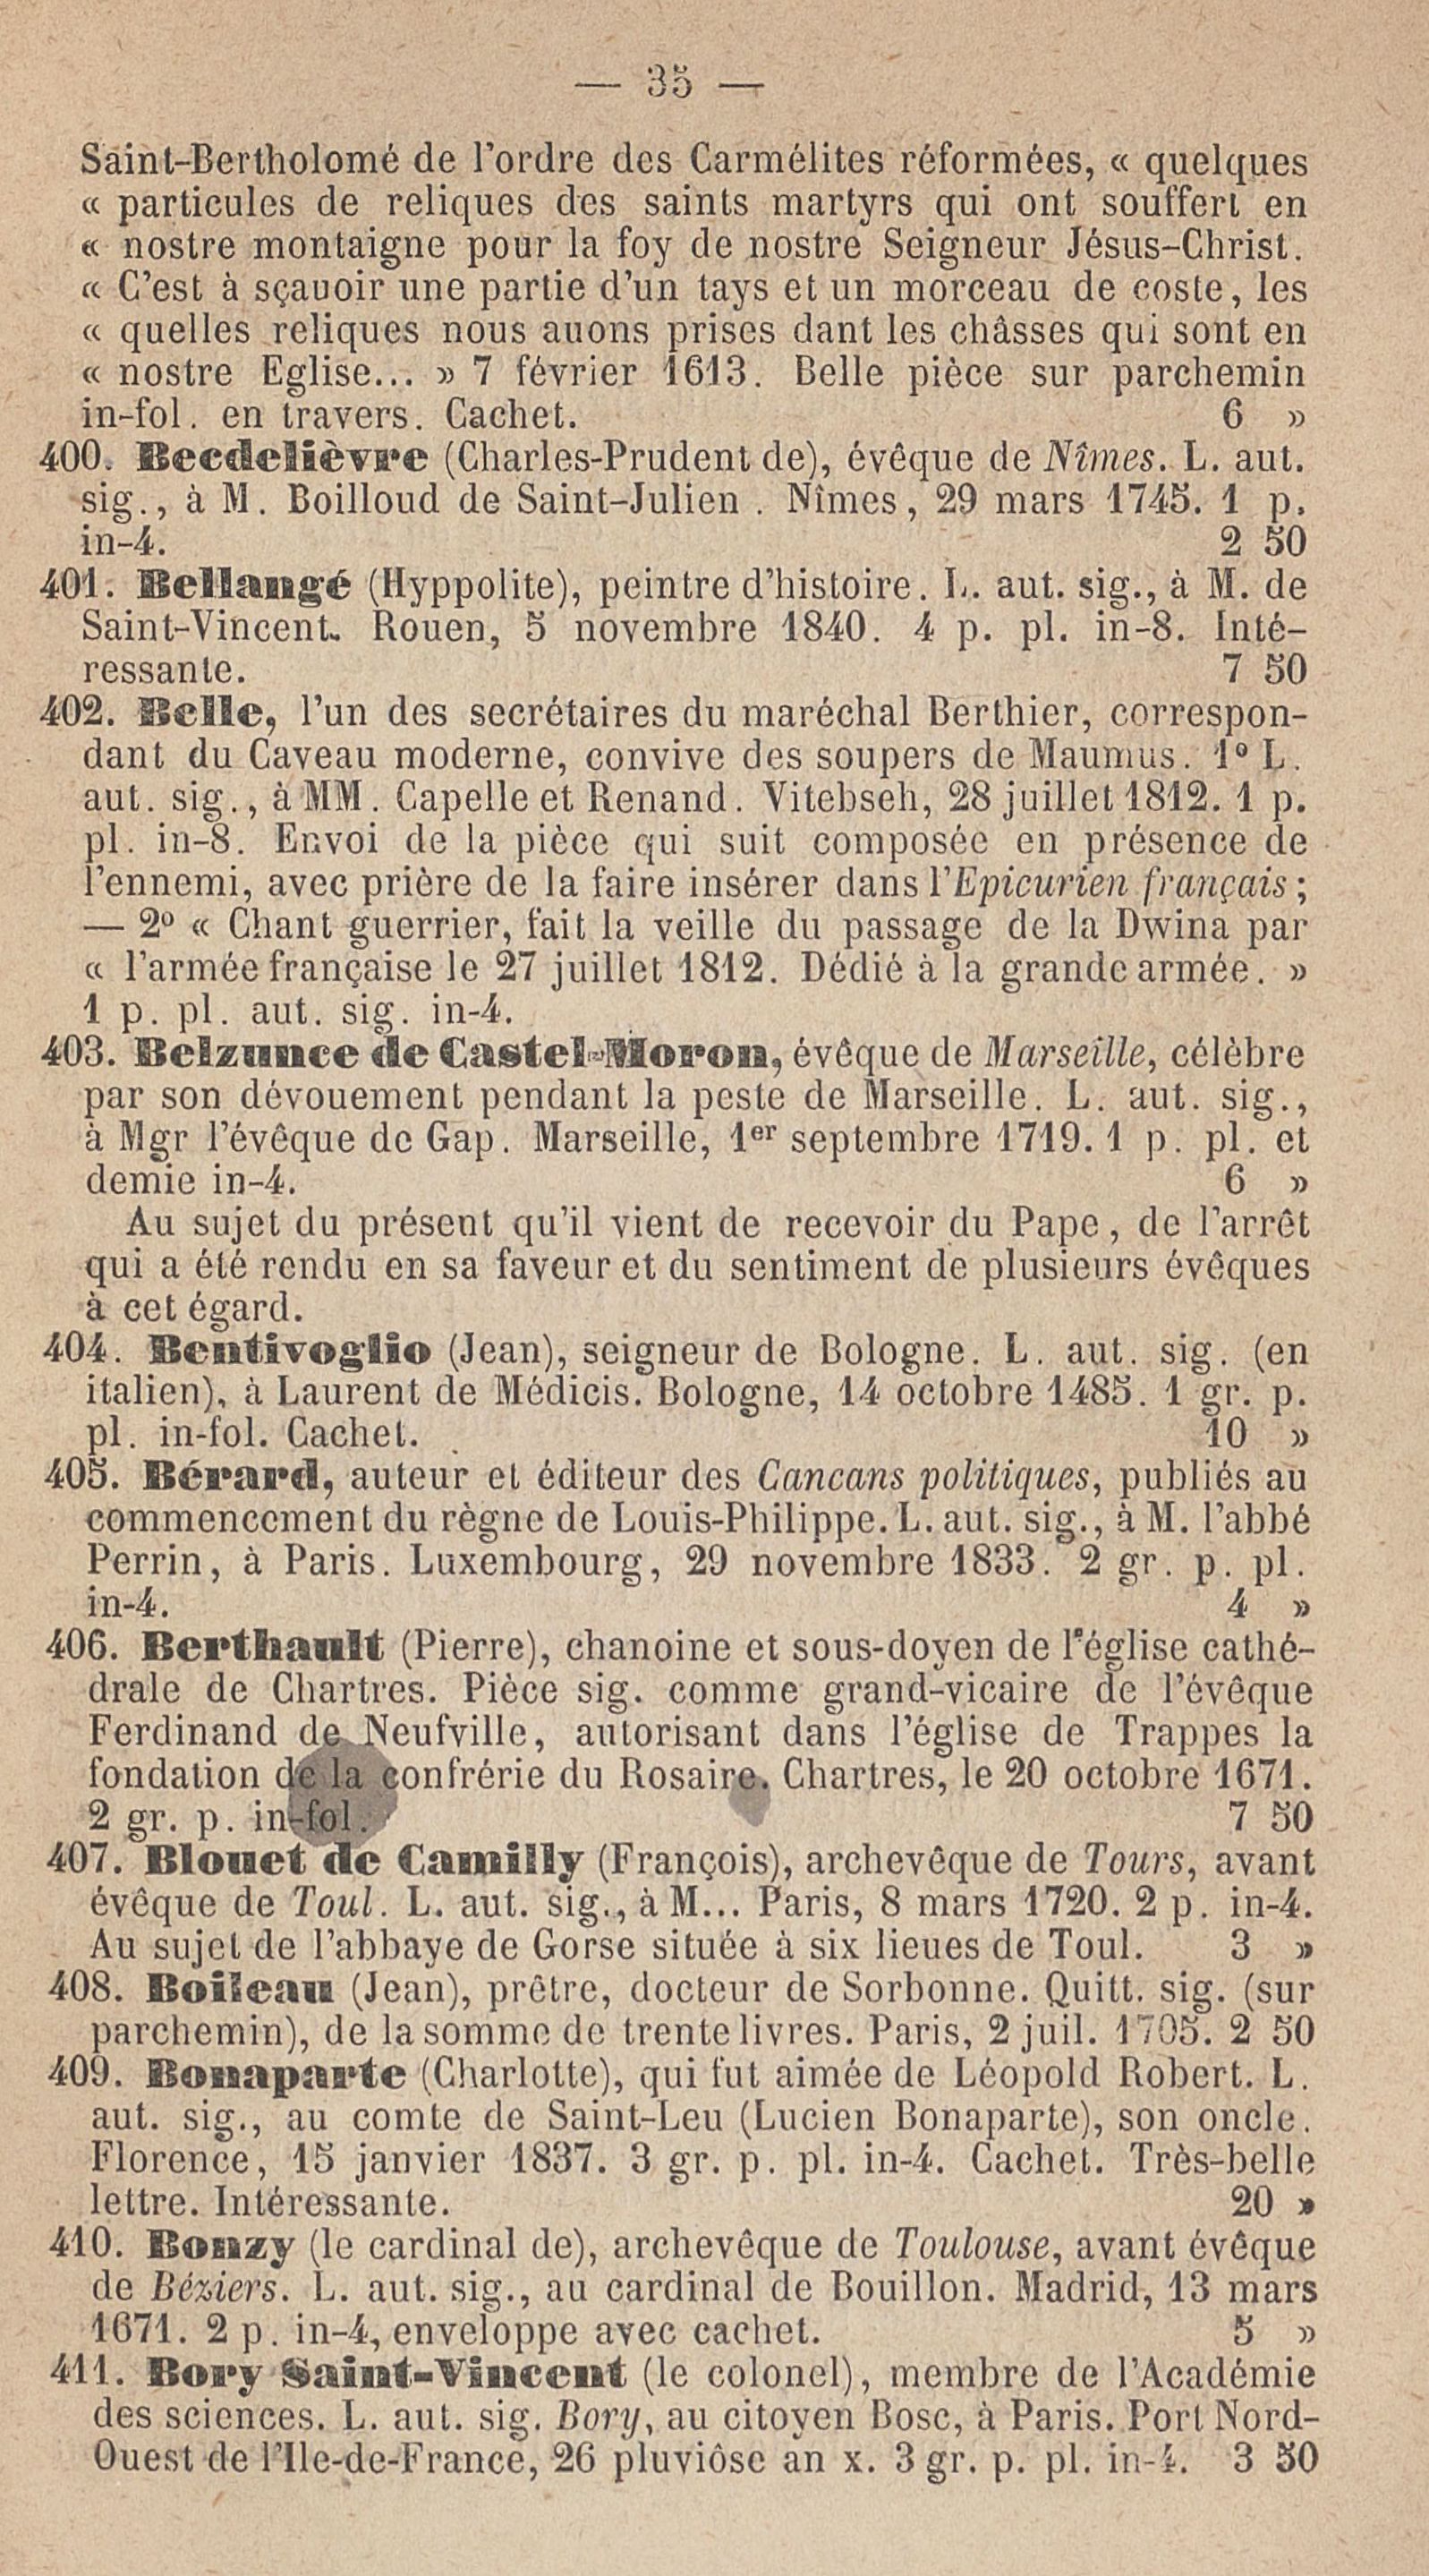 — 35 —
Saint-Bertholomé de l'ordre des Carmélites réformées, « quelques
« particules de reliques des saints martyrs qui ont souffert en
« nostre montaigne pour la foy de nostre Seigneur Jésus-Christ.
« C'est à sçauoir une partie d'un tays et un morceau de coste, les
« quelles reliques nous auons prises dant les châsses qui sont en
« nostre Eglise... » 7 février 1613. Belle pièce sur parchemin
in-fol. en travers. Cachet. 6 »
400. Becdelièvre (Charles-Prudent de), évêque de Nîmes. L. aut.
sig., à M. Boilloud de Saint-Julien. Nîmes, 29 mars 1745. 1 p.
in-4. 2 50
401. Bellangé (Hyppolite), peintre d'histoire. L. aut. sig., à M. de
Saint-Vincent. Rouen, 5 novembre 1840. 4 p. pl. in-8. Inté-
ressante. 7 50
402. Belle, l'un des secrétaires du maréchal Berthier, correspon-
dant du Caveau moderne, convive des soupers de Maumus. 1º L.
aut. sig., à MM. Capelle et Renand. Vitebseh, 28 juillet 1812. 1 p.
pl. in-8. Envoi de la pièce qui suit composée en présence de
l'ennemi, avec prière de la faire insérer dans l'Epicurien français;
— 2º « Chant guerrier, fait la veille du passage de la Dwina par
« l'armée française le 27 juillet 1812. Dédié à la grande armée. »
1 p. pl. aut. sig. in-4.
403. Belzunce de Castel-Moron, évêque de Marseille, célèbre
par son dévouement pendant la peste de Marseille. L. aut. sig.,
à Mgr l'évêque de Gap. Marseille, 1er septembre 1719. 1 p. pl. et
demie in-4. 6 »
Au sujet du présent qu'il vient de recevoir du Pape, de l'arrêt
qui a été rendu en sa faveur et du sentiment de plusieurs évêques
à cet égard.
404. Bentivoglio (Jean), seigneur de Bologne. L. aut. sig. (en
italien), à Laurent de Médicis. Bologne, 14 octobre 1485. 1 gr. p.
pl. in-fol. Cachet. 10 »
405. Bérard, auteur et éditeur des Cancans politiques, publiés au
commencement du règne de Louis-Philippe. L. aut. sig., à M. l'abbé
Perrin, à Paris. Luxembourg, 29 novembre 1833. 2 gr. p. pl.
in-4. 4 »
406. Berthault (Pierre), chanoine et sous-doyen de l'église cathé-
drale de Chartres. Pièce sig. comme grand-vicaire de l'évêque
Ferdinand de Neufville, autorisant dans l'église de Trappes la
fondation de la confrérie du Rosaire. Chartres, le 20 octobre 1671.
2 gr. p. in-fol. 7 50
407. Blouet de Camilly (François), archevêque de Tours, avant
évêque de Toul. L. aut. sig., à M... Paris, 8 mars 1720. 2 p. in-4.
Au sujet de l'abbaye de Gorse située à six lieues de Toul. 3 »
408. Boileau (Jean), prêtre, docteur de Sorbonne. Quitt. sig. (sur
parchemin), de la somme de trente livres. Paris, 2 juil. 1705. 2 50
409. Bonaparte (Charlotte), qui fut aimée de Léopold Robert. L.
aut. sig., au comte de Saint-Leu (Lucien Bonaparte), son oncle.
Florence, 15 janvier 1837. 3 gr. p. pl. in-4. Cachet. Très-belle
lettre. Intéressante. 20 »
410. Bonzy (le cardinal de), archevêque de Toulouse, avant évêque
de Béziers. L. aut. sig., au cardinal de Bouillon. Madrid, 13 mars
1671. 2 p. in-4, enveloppe avec cachet. 5 »
411. Bory Saint-Vincent (le colonel), membre de l'Académie
des sciences. L. aut. sig. Bory, au citoyen Bosc, à Paris. Port Nord-
Ouest de l'Ile-de-France, 26 pluviôse an x. 3 gr. p. pl. in-4. 3 50